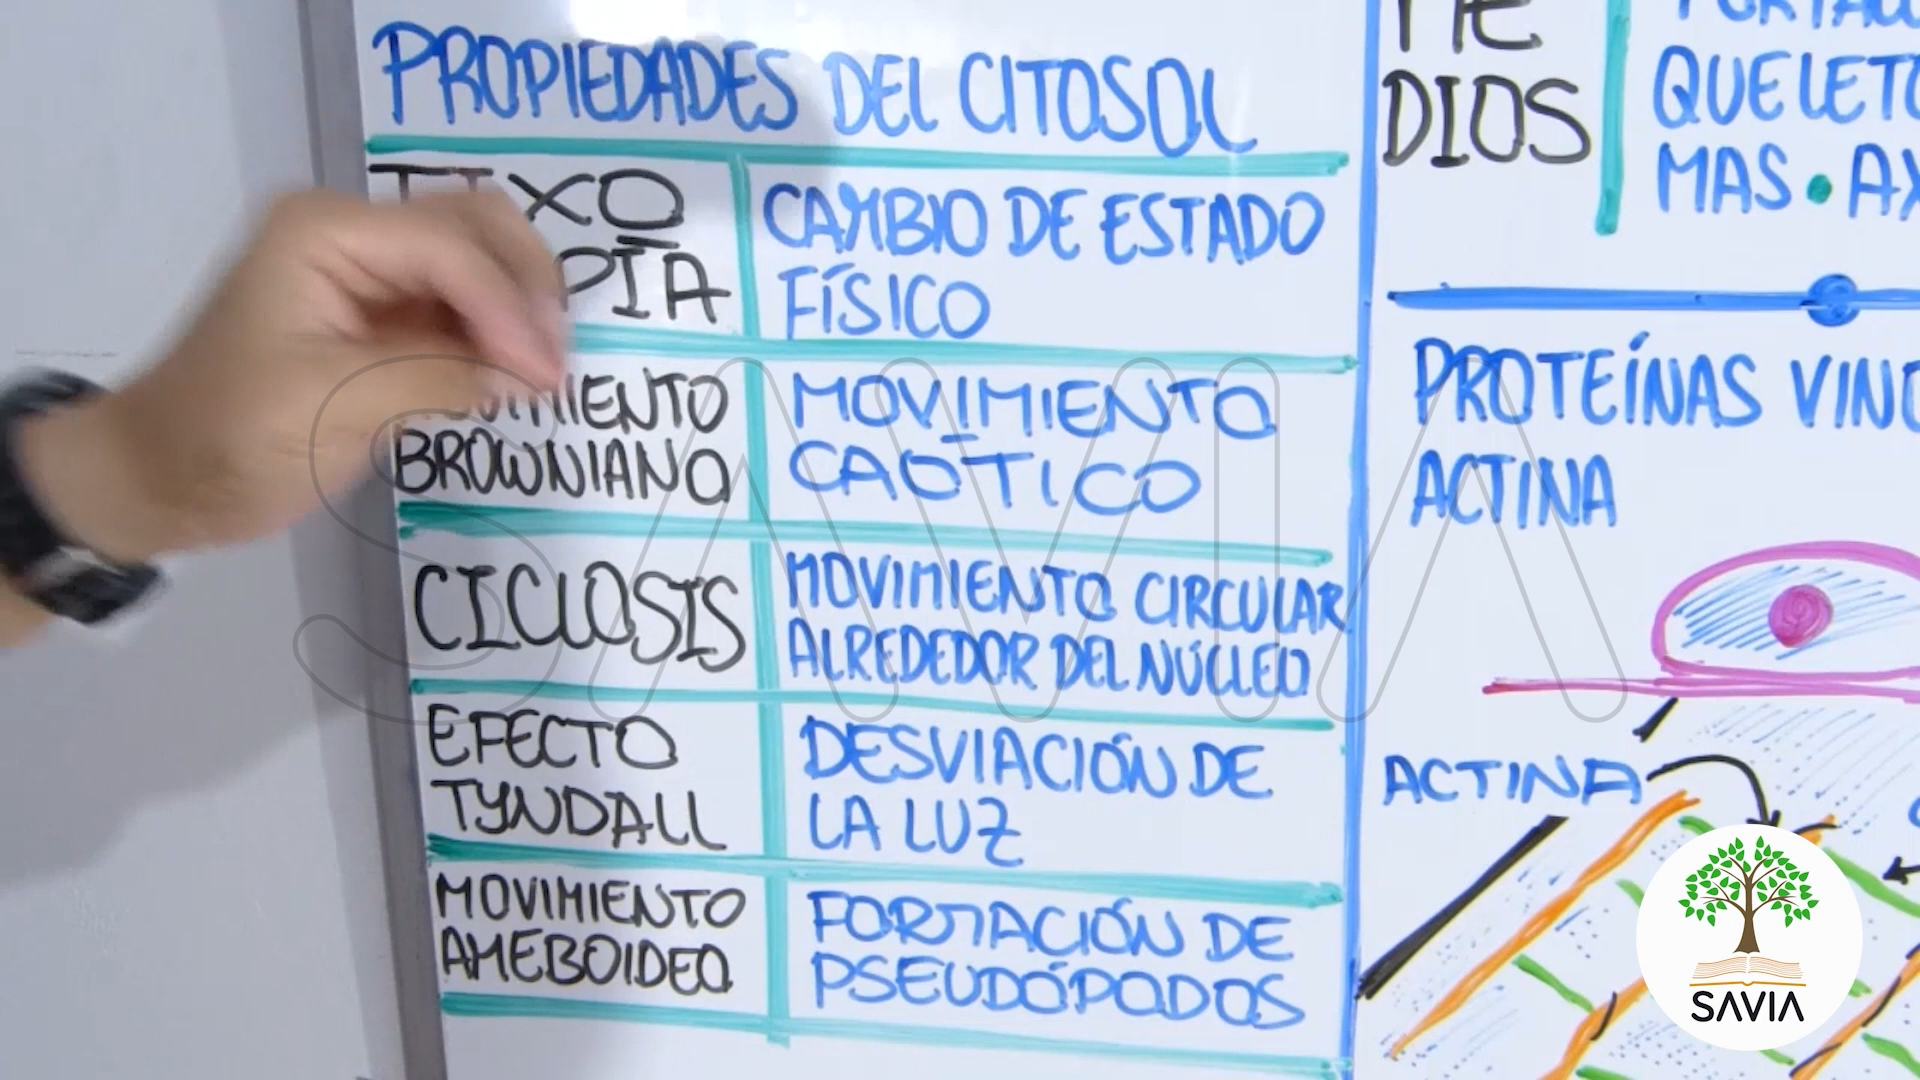 PROPIEDADES DEL CITOSOL
CAMBIO DE ESTADO
FÍSICO
BROWNIANO
MOVIMIENTO
CAÓTICO
CICLOSIS
MOVIMIENTO CIRCULAR
ALREDEDOR DEL NÚCLEO
EFECTO
TYNDALL
DESVIACIÓN DE
LA LUZ
MOVIMIENTO
AMEBOIDEO
FORMACIÓN DE
PSEUDÓPODOS
DIOS
MAS • AX
PROTEÍNAS
ACTINA
ACTINA
SAVIA
SAVIA